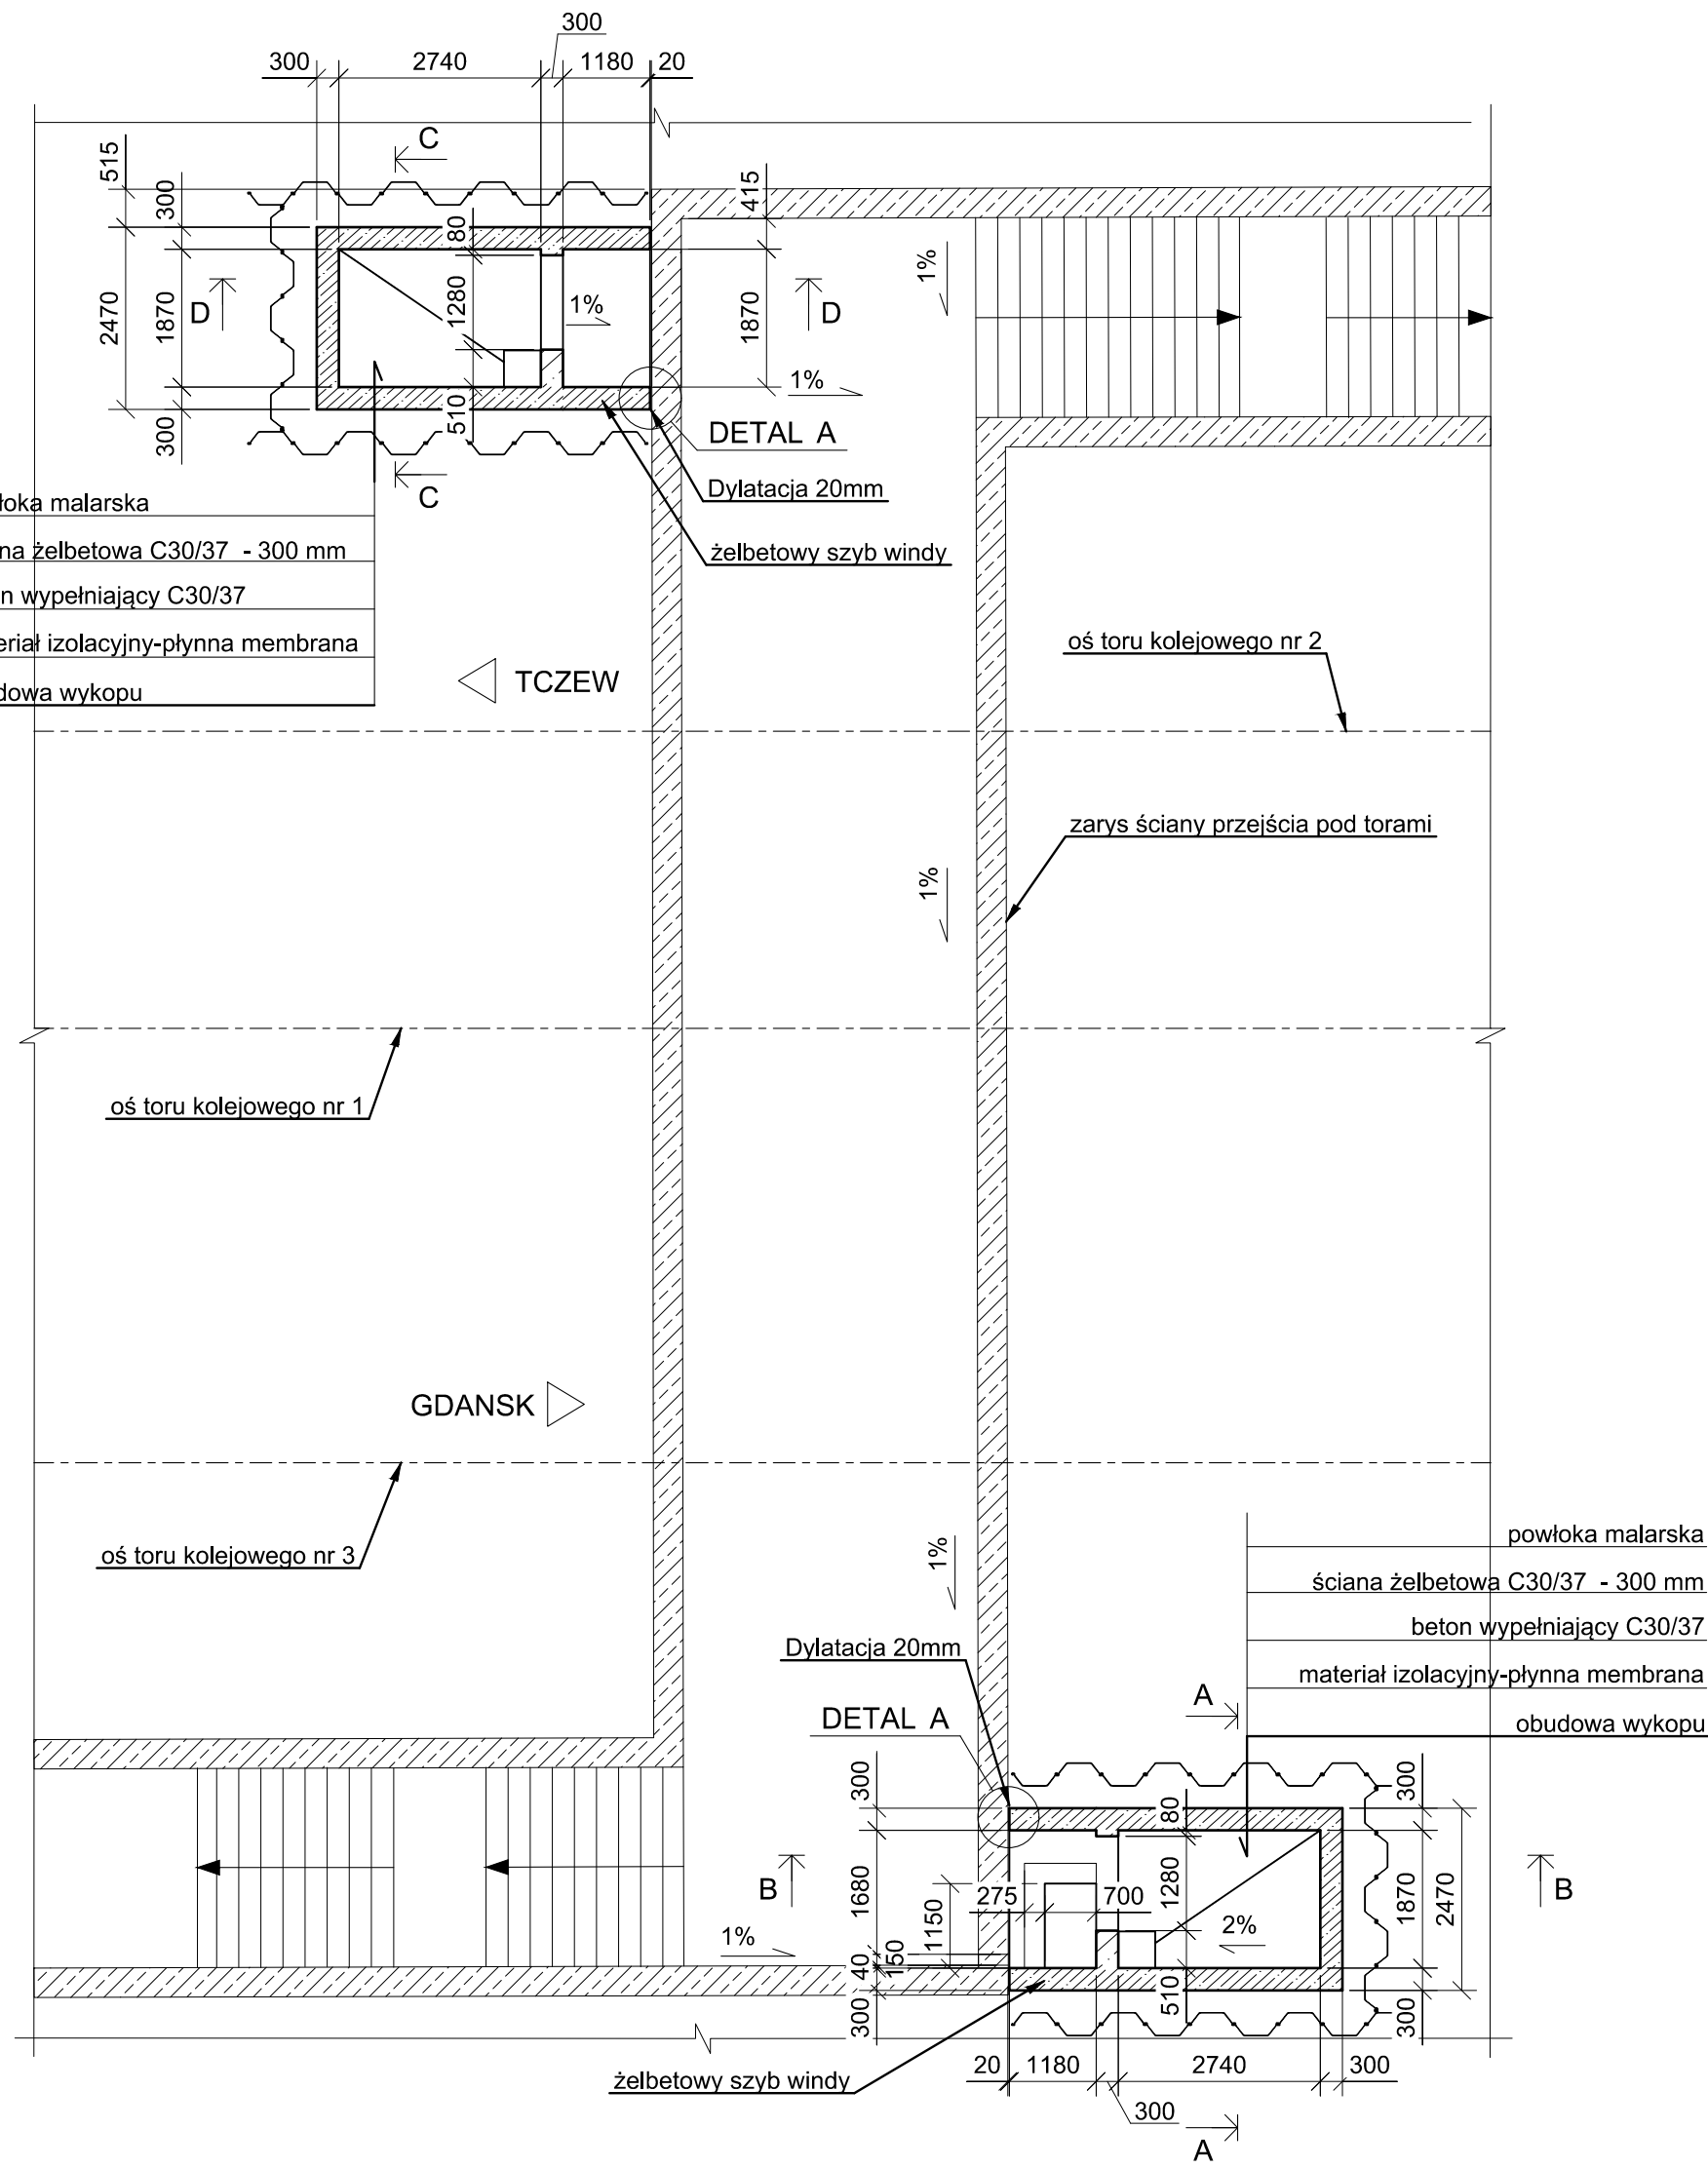 300
300 2740 1180 20
C
515
300
80
415
2470
1870
1280
1870
D
1%
D
1%
1%
300
510
DETAL A
C
Dylatacja 20mm
żelbetowy szyb windy
łoka malarska
na żelbetowa C30/37 - 300 mm
n wypełniający C30/37
eriał izolacyjny-płynna membrana
dowa wykopu
TCZEW
oś toru kolejowego nr 2
zarys ściany przejścia pod torami
1%
oś toru kolejowego nr 1
GDANSK
oś toru kolejowego nr 3
1%
powłoka malarska
ściana żelbetowa C30/37 - 300 mm
beton wypełniający C30/37
materiał izolacyjny-płynna membrana
obudowa wykopu
Dylatacja 20mm
DETAL A
A
300
80
300
1680
B
275
700
1280
1870
2470
B
1150
1%
2%
40
150
300
510
300
20 1180 2740 300
żelbetowy szyb windy
300
A